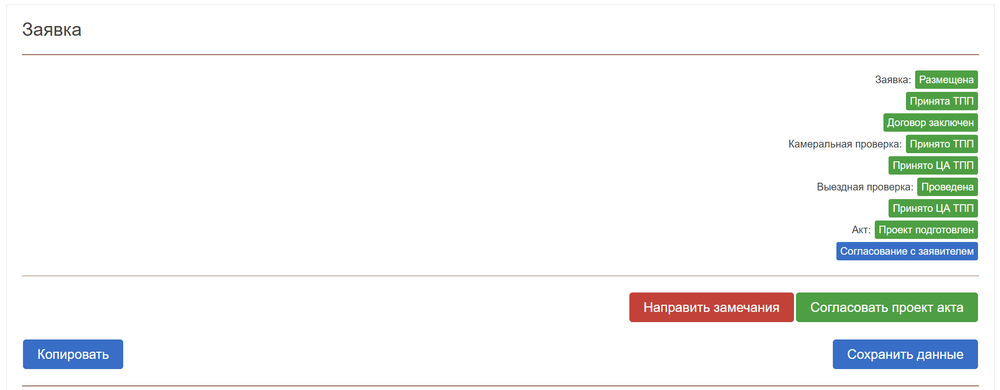 Заявка
Заявка: Размещена
Принята ТПП
Договор заключен
Камеральная проверка: Принято ТПП
Принято ЦА ТПП
Выездная проверка: Проведена
Принято ЦА ТПП
Акт: Проект подготовлен
Согласование с заявителем
Направить замечания Согласовать проект акта
Копировать Сохранить данные